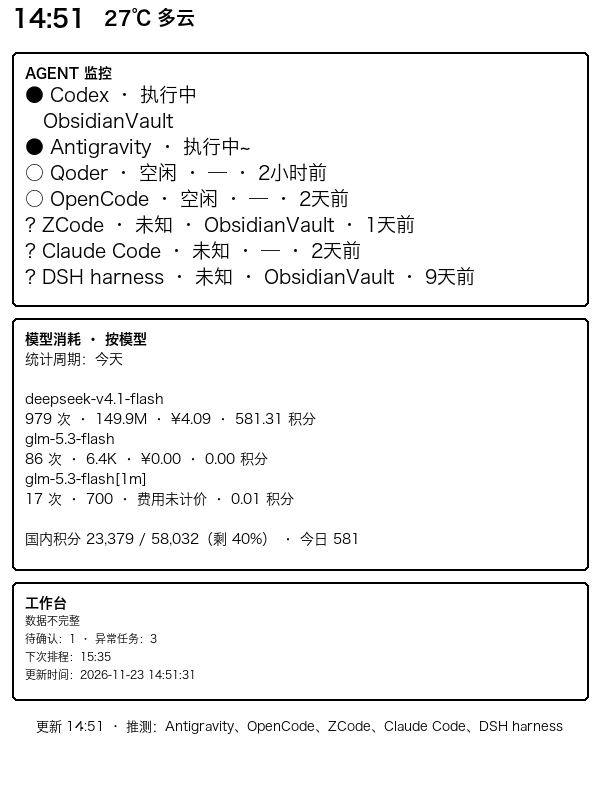 14:51 27℃ 多云
AGENT 监控
● Codex · 执行中
ObsidianVault
● Antigravity · 执行中~
○ Qoder · 空闲 · — · 2小时前
○ OpenCode · 空闲 · — · 2天前
? ZCode · 未知 · ObsidianVault · 1天前
? Claude Code · 未知 · — · 2天前
? DSH harness · 未知 · ObsidianVault · 9天前
模型消耗 · 按模型
统计周期：今天
deepseek-v4.1-flash
979 次 · 149.9M · ¥4.09 · 581.31 积分
glm-5.3-flash
86 次 · 6.4K · ¥0.00 · 0.00 积分
glm-5.3-flash[1m]
17 次 · 700 · 费用未计价 · 0.01 积分
国内积分 23,379 / 58,032（剩 40%） · 今日 581
工作台
数据不完整
待确认：1 · 异常任务：3
下次排程：15:35
更新时间：2026-11-23 14:51:31
更新 14:51 · 推测：Antigravity、OpenCode、ZCode、Claude Code、DSH harness